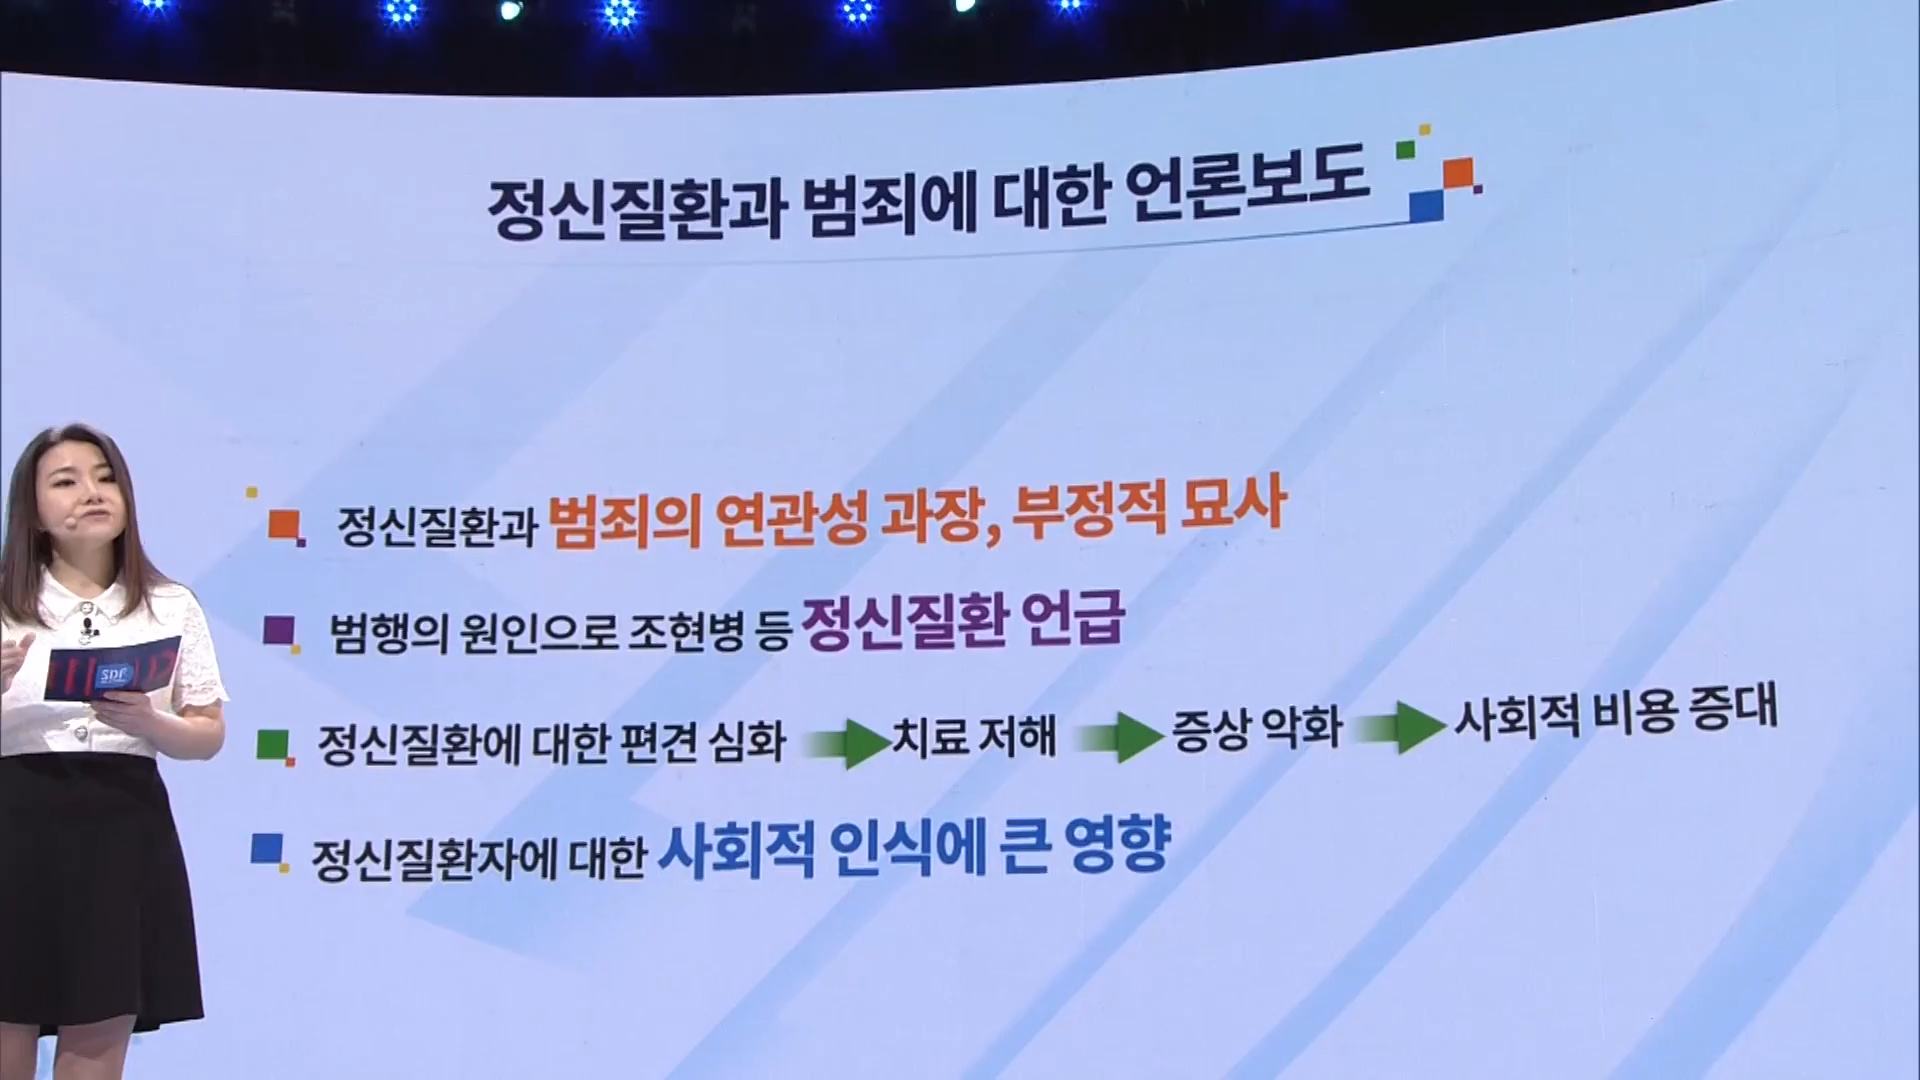 정신질환과 범죄에 대한 언론보도
정신질환과 범죄의 연관성 과장, 부정적 묘사
범행의 원인으로 조현병 등 정신질환 언급
정신질환에 대한 편견 심화 치료 저해 증상 악화 사회적 비용 증대
정신질환자에 대한 사회적 인식에 큰 영향
SDF